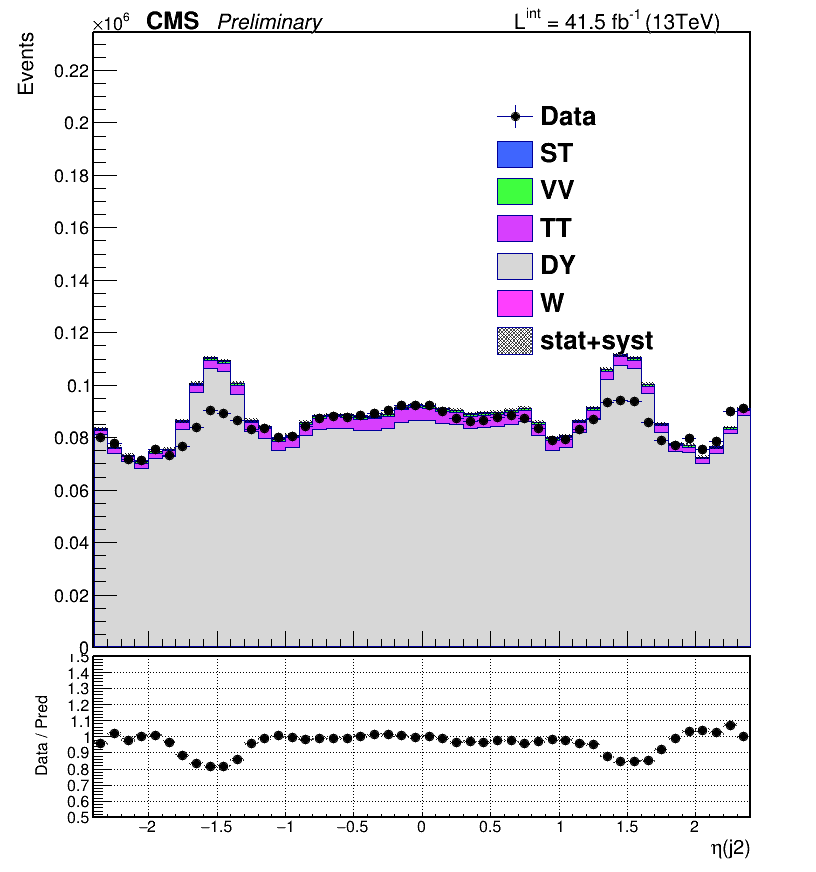 ×10⁶ CMS Preliminary L^int = 41.5 fb⁻¹ (13TeV)
Events
0.22
0.2
0.18
0.16
0.14
0.12
0.1
0.08
0.06
0.04
0.02
0
Data
ST
VV
TT
DY
W
stat+syst
Data / Pred
1.5
1.4
1.3
1.2
1.1
1
0.9
0.8
0.7
0.6
0.5
−2 −1.5 −1 −0.5 0 0.5 1 1.5 2
η(j2)